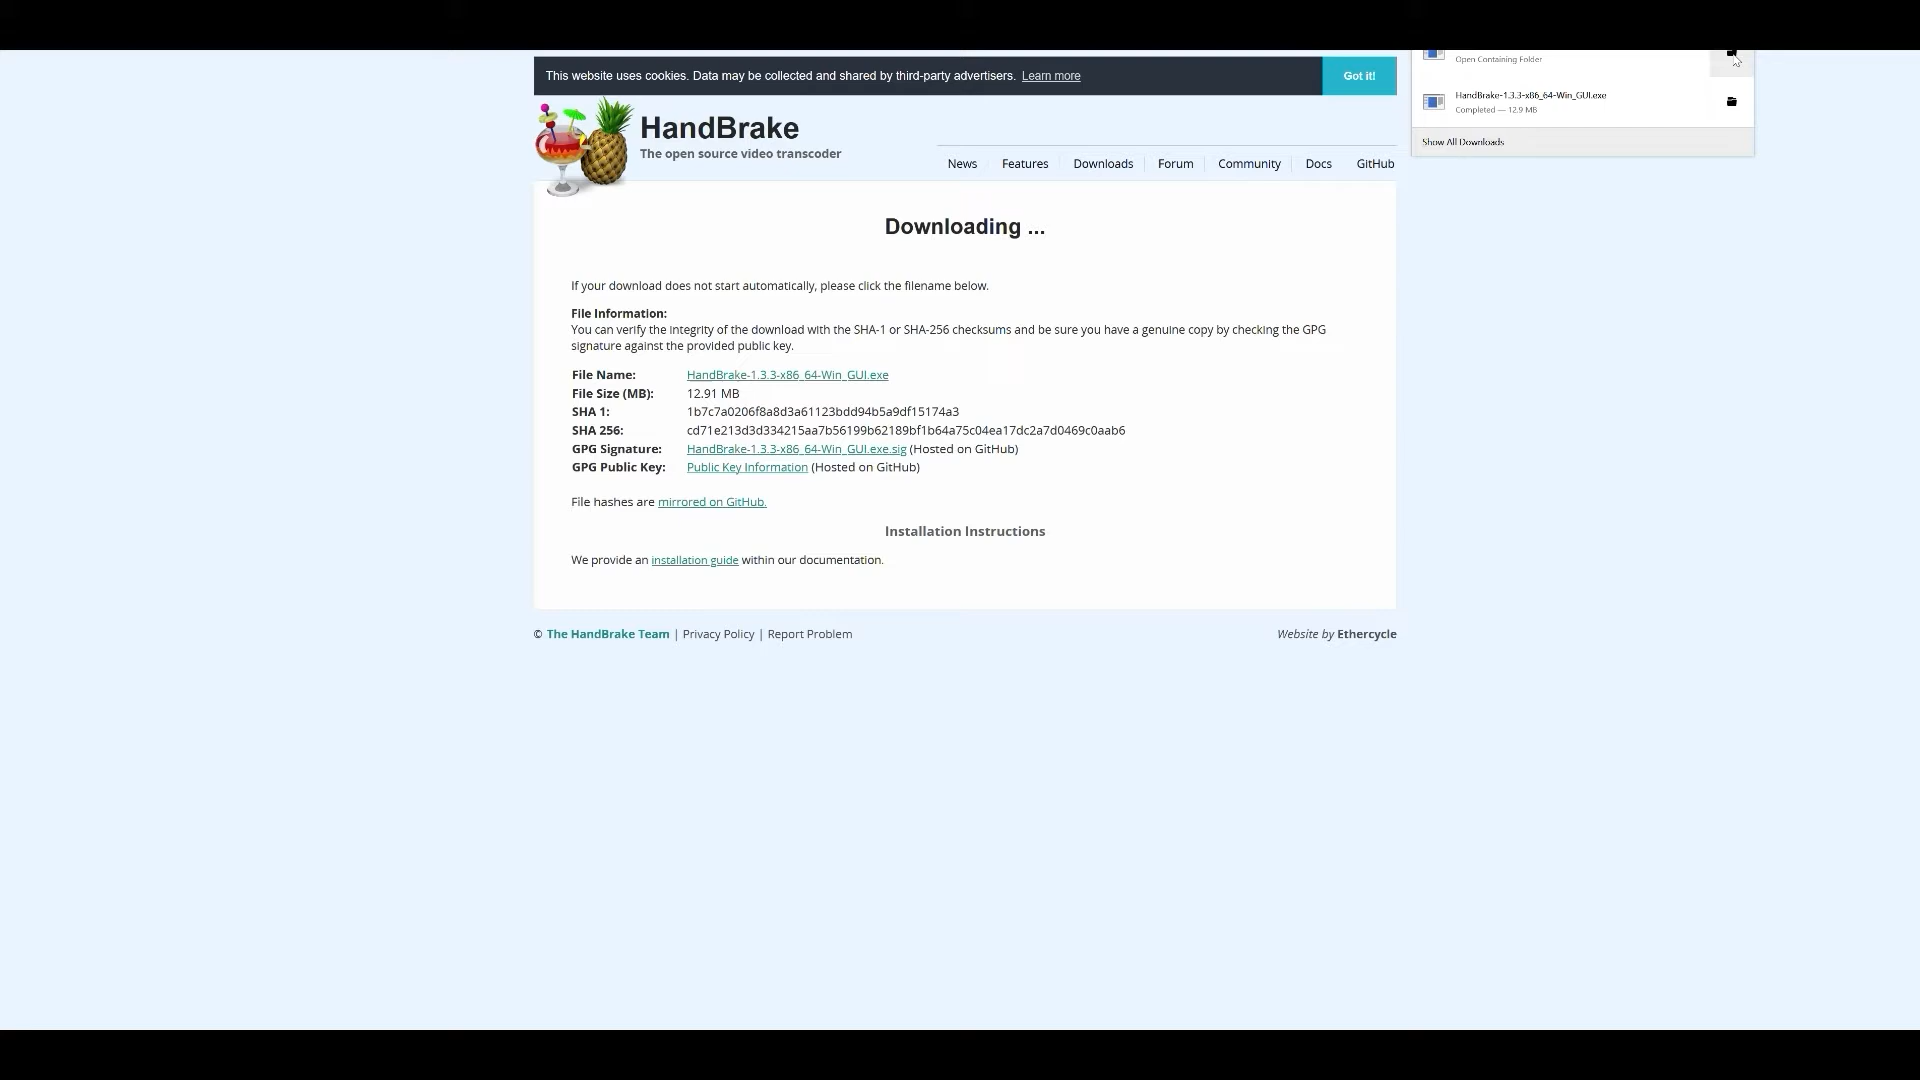 This website uses cookies. Data may be collected and shared by third-party advertisers. Learn more
Got it!
Open Containing Folder
HandBrake-1.3.3-x86_64-Win_GUI.exe
Completed — 12.9 MB
Show All Downloads
HandBrake
The open source video transcoder
News
Features
Downloads
Forum
Community
Docs
GitHub
Downloading ...
If your download does not start automatically, please click the filename below.
File Information:
You can verify the integrity of the download with the SHA-1 or SHA-256 checksums and be sure you have a genuine copy by checking the GPG
signature against the provided public key.
File Name: HandBrake-1.3.3-x86_64-Win_GUI.exe
File Size (MB): 12.91 MB
SHA 1: 1b7c7a0206f8a8d3a61123bdd94b5a9df15174a3
SHA 256: cd71e213d3d334215aa7b56199b62189bf1b64a75c04ea17dc2a7d0469c0aab6
GPG Signature: HandBrake-1.3.3-x86_64-Win_GUI.exe.sig (Hosted on GitHub)
GPG Public Key: Public Key Information (Hosted on GitHub)
File hashes are mirrored on GitHub.
Installation Instructions
We provide an installation guide within our documentation.
© The HandBrake Team | Privacy Policy | Report Problem
Website by Ethercycle